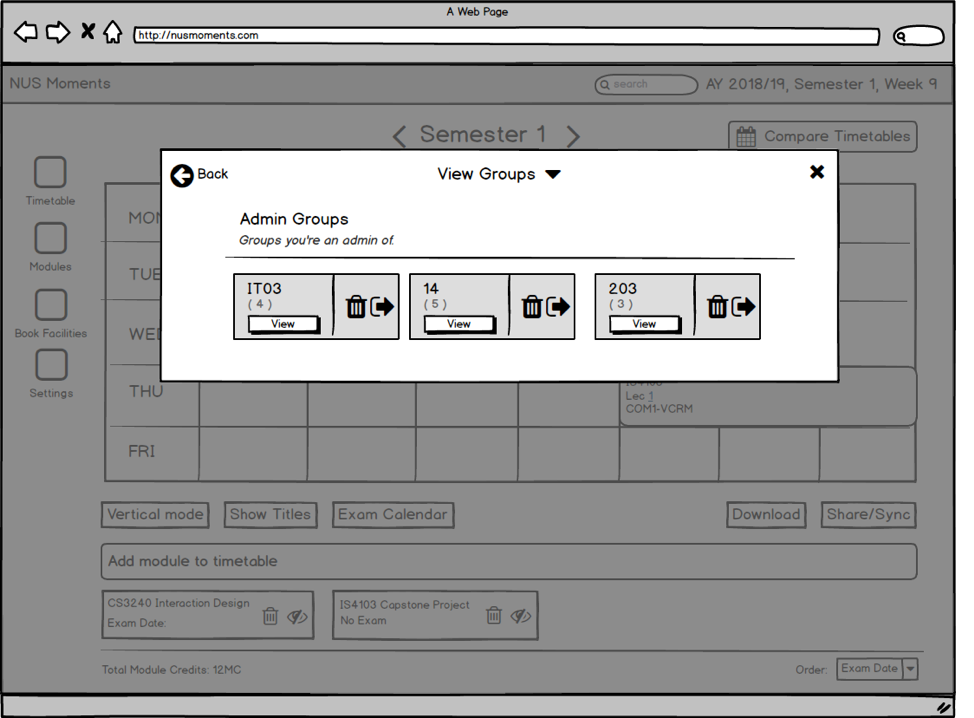 A Web Page
http://nusmoments.com
NUS Moments
search
AY 2018/19, Semester 1, Week 9
Semester 1
Compare Timetables
Back
View Groups
Timetable
Modules
Book Facilities
Settings
Admin Groups
Groups you're an admin of.
IT03
( 4 )
View
14
( 5 )
View
203
( 3 )
View
MON
TUE
WED
THU
FRI
IS4103
Lec 1
COM1-VCRM
Vertical mode
Show Titles
Exam Calendar
Download
Share/Sync
Add module to timetable
CS3240 Interaction Design
Exam Date:
IS4103 Capstone Project
No Exam
Total Module Credits: 12MC
Order:
Exam Date